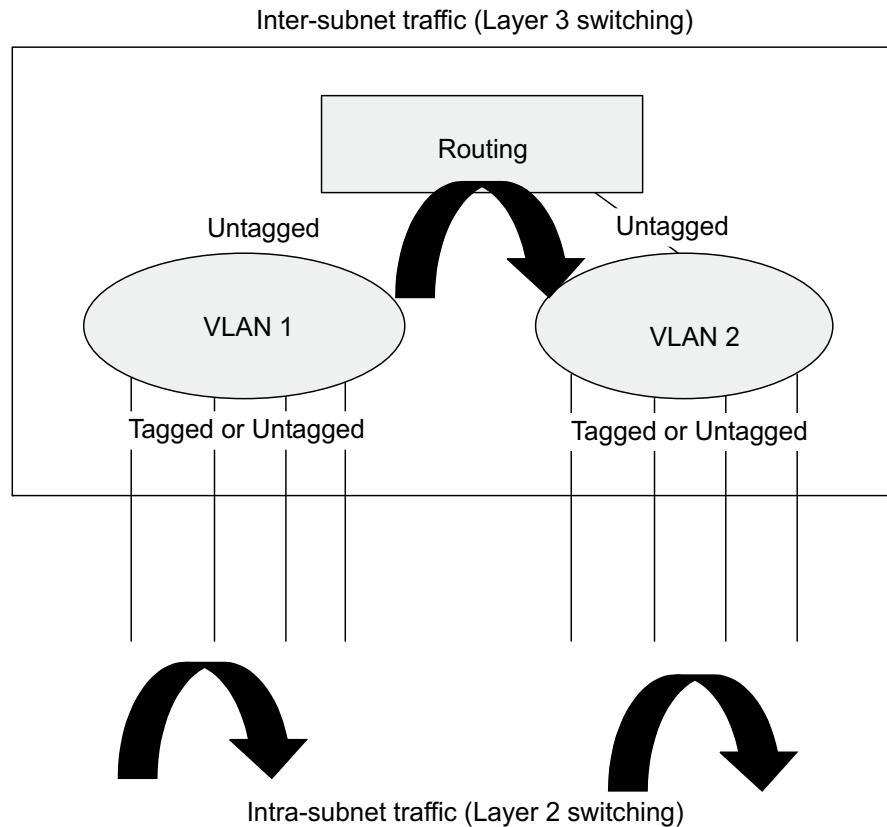 Inter-subnet traffic (Layer 3 switching)
Routing
Untagged
Untagged
VLAN 1
VLAN 2
Tagged or Untagged
Tagged or Untagged
Intra-subnet traffic (Layer 2 switching)